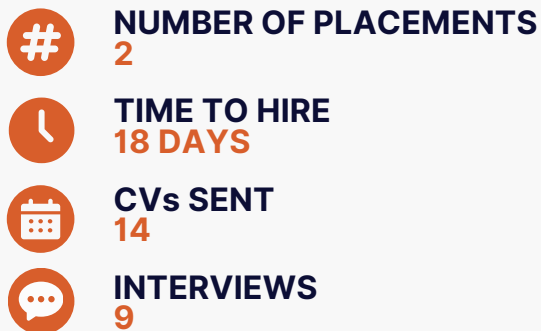 NUMBER OF PLACEMENTS
2
TIME TO HIRE
18 DAYS
CVs SENT
14
INTERVIEWS
9